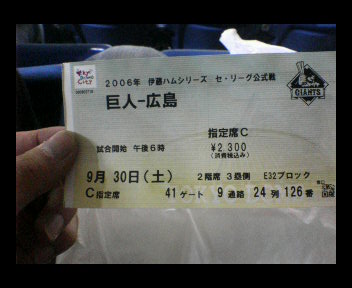 TOKYO DOME CITY
2006年 伊藤ハムシリーズ セ・リーグ公式戦
巨人-広島
GIANTS
指定席C
試合開始 午後6時
¥2,300
(消費税込み)
9月 30日(土)
2階席 3塁側 E32ブロック
C指定席
41ゲート 9通路 24列 126番